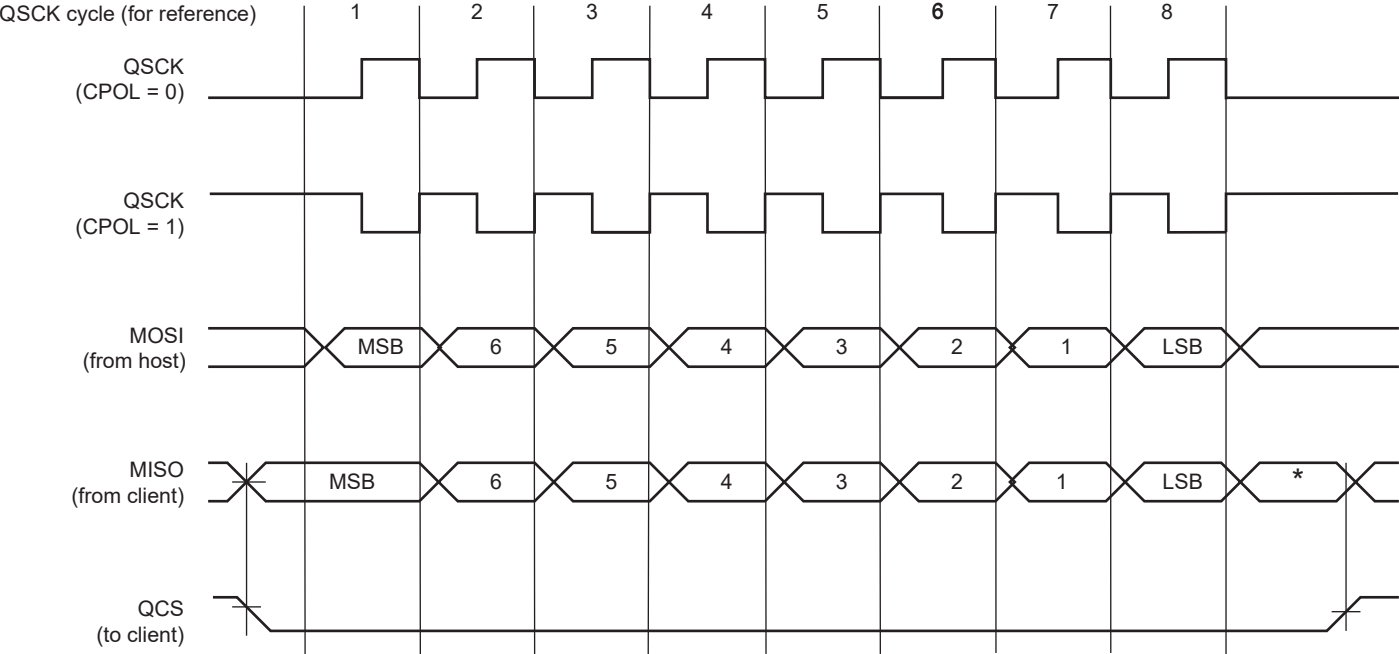 QSCK cycle (for reference) 1 2 3 4 5 6 7 8
QSCK
(CPOL = 0)
QSCK
(CPOL = 1)
MOSI
(from host)
MSB 6 5 4 3 2 1 LSB
MISO
(from client)
MSB 6 5 4 3 2 1 LSB *
QCS
(to client)